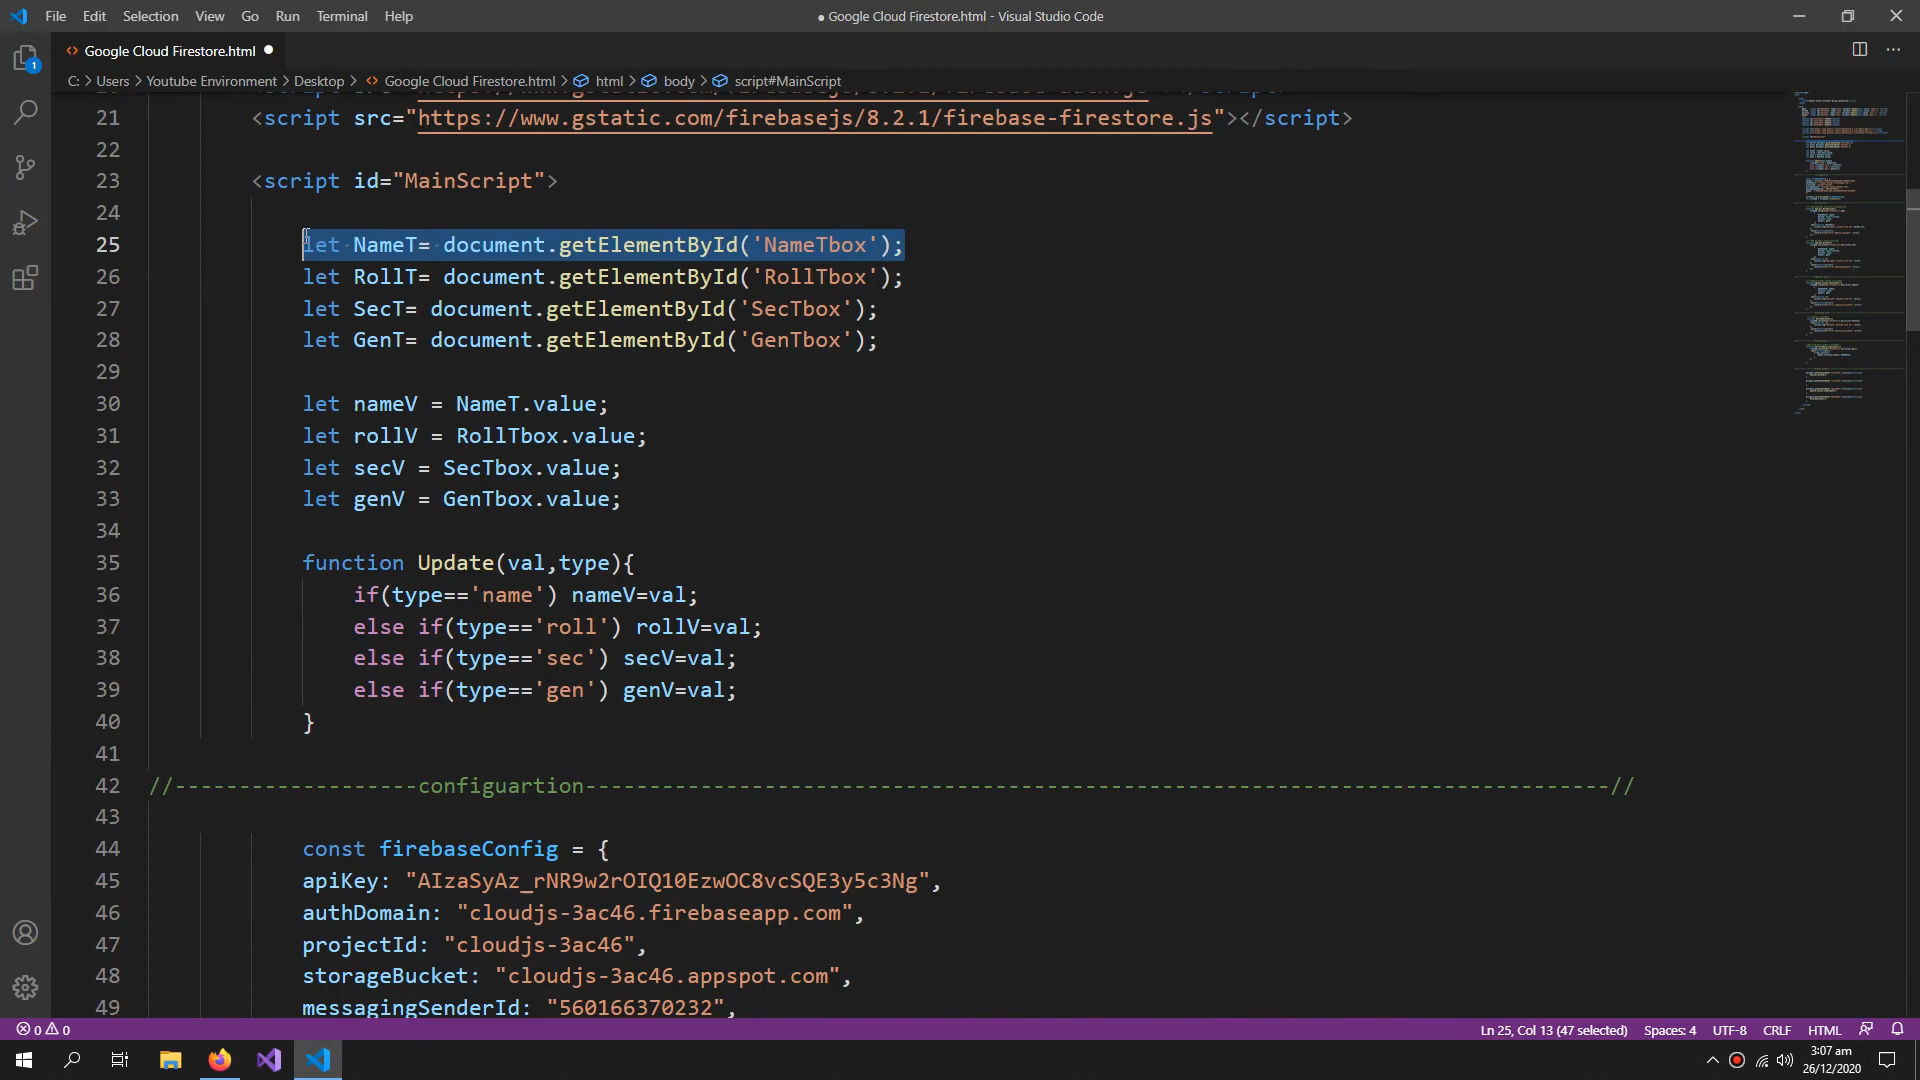 File Edit Selection View Go Run Terminal Help
● Google Cloud Firestore.html - Visual Studio Code
Google Cloud Firestore.html
C: > Users > Youtube Environment > Desktop > Google Cloud Firestore.html > html > body > script#MainScript
21 <script src="https://www.gstatic.com/firebasejs/8.2.1/firebase-firestore.js"></script>
22
23 <script id="MainScript">
24
25 let NameT= document.getElementById('NameTbox');
26 let RollT= document.getElementById('RollTbox');
27 let SecT= document.getElementById('SecTbox');
28 let GenT= document.getElementById('GenTbox');
29
30 let nameV = NameT.value;
31 let rollV = RollTbox.value;
32 let secV = SecTbox.value;
33 let genV = GenTbox.value;
34
35 function Update(val,type){
36 if(type=='name') nameV=val;
37 else if(type=='roll') rollV=val;
38 else if(type=='sec') secV=val;
39 else if(type=='gen') genV=val;
40 }
41
42 //-------------------configuartion--------------------------------------------------------------------------------//
43
44 const firebaseConfig = {
45 apiKey: "AIzaSyAz_rNR9w2rOIQ10EzwOC8vcSQE3y5c3Ng",
46 authDomain: "cloudjs-3ac46.firebaseapp.com",
47 projectId: "cloudjs-3ac46",
48 storageBucket: "cloudjs-3ac46.appspot.com",
49 messagingSenderId: "560166370232",
1
0 0
Ln 25, Col 13 (47 selected) Spaces: 4 UTF-8 CRLF HTML
3:07 am
26/12/2020